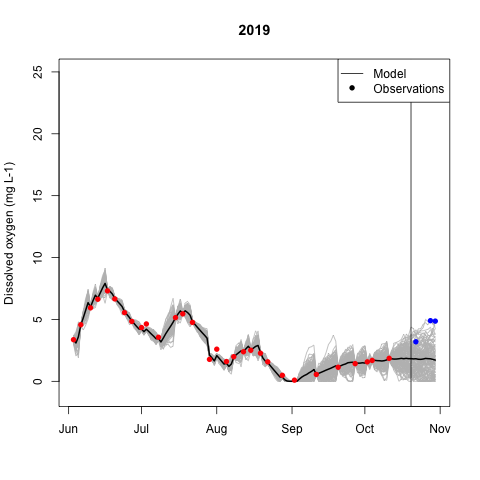 2019
Model
Observations
Dissolved oxygen (mg L-1)
25
20
15
10
5
0
Jun Jul Aug Sep Oct Nov